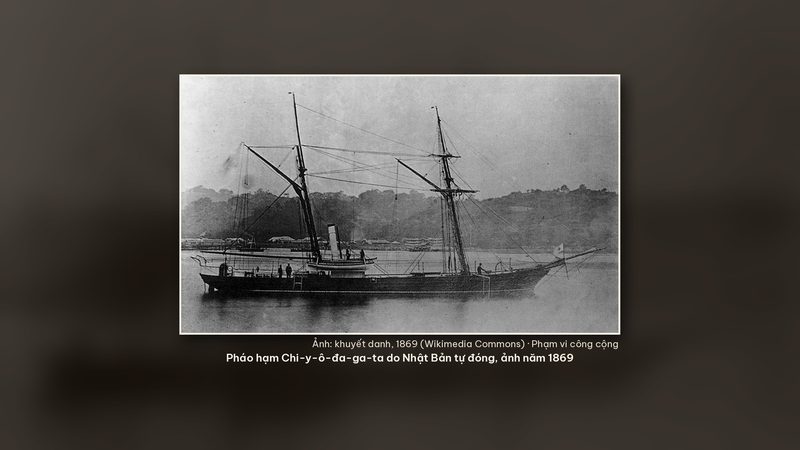 Ảnh: khuyết danh, 1869 (Wikimedia Commons) · Phạm vi công cộng
Pháo hạm Chi-y-ô-đa-ga-ta do Nhật Bản tự đóng, ảnh năm 1869